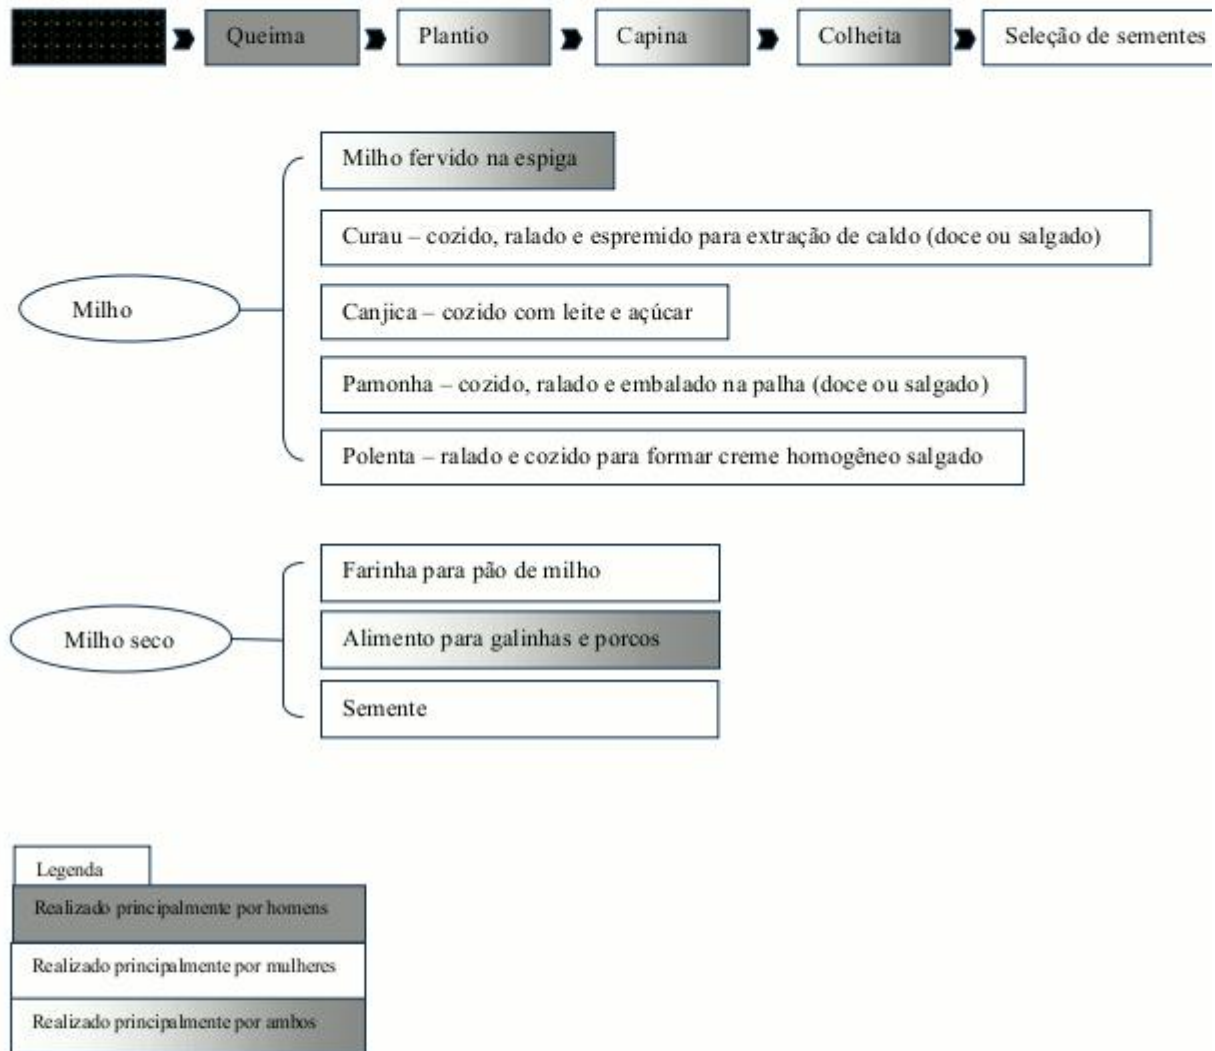 Queima
Plantio
Capina
Colheita
Seleção de sementes
Milho
Milho fervido na espiga
Curau – cozido, ralado e espremido para extração de caldo (doce ou salgado)
Canjica – cozido com leite e açúcar
Pamonha – cozido, ralado e embalado na palha (doce ou salgado)
Polenta – ralado e cozido para formar creme homogêneo salgado
Milho seco
Farinha para pão de milho
Alimento para galinhas e porcos
Semente
Legenda
Realizado principalmente por homens
Realizado principalmente por mulheres
Realizado principalmente por ambos